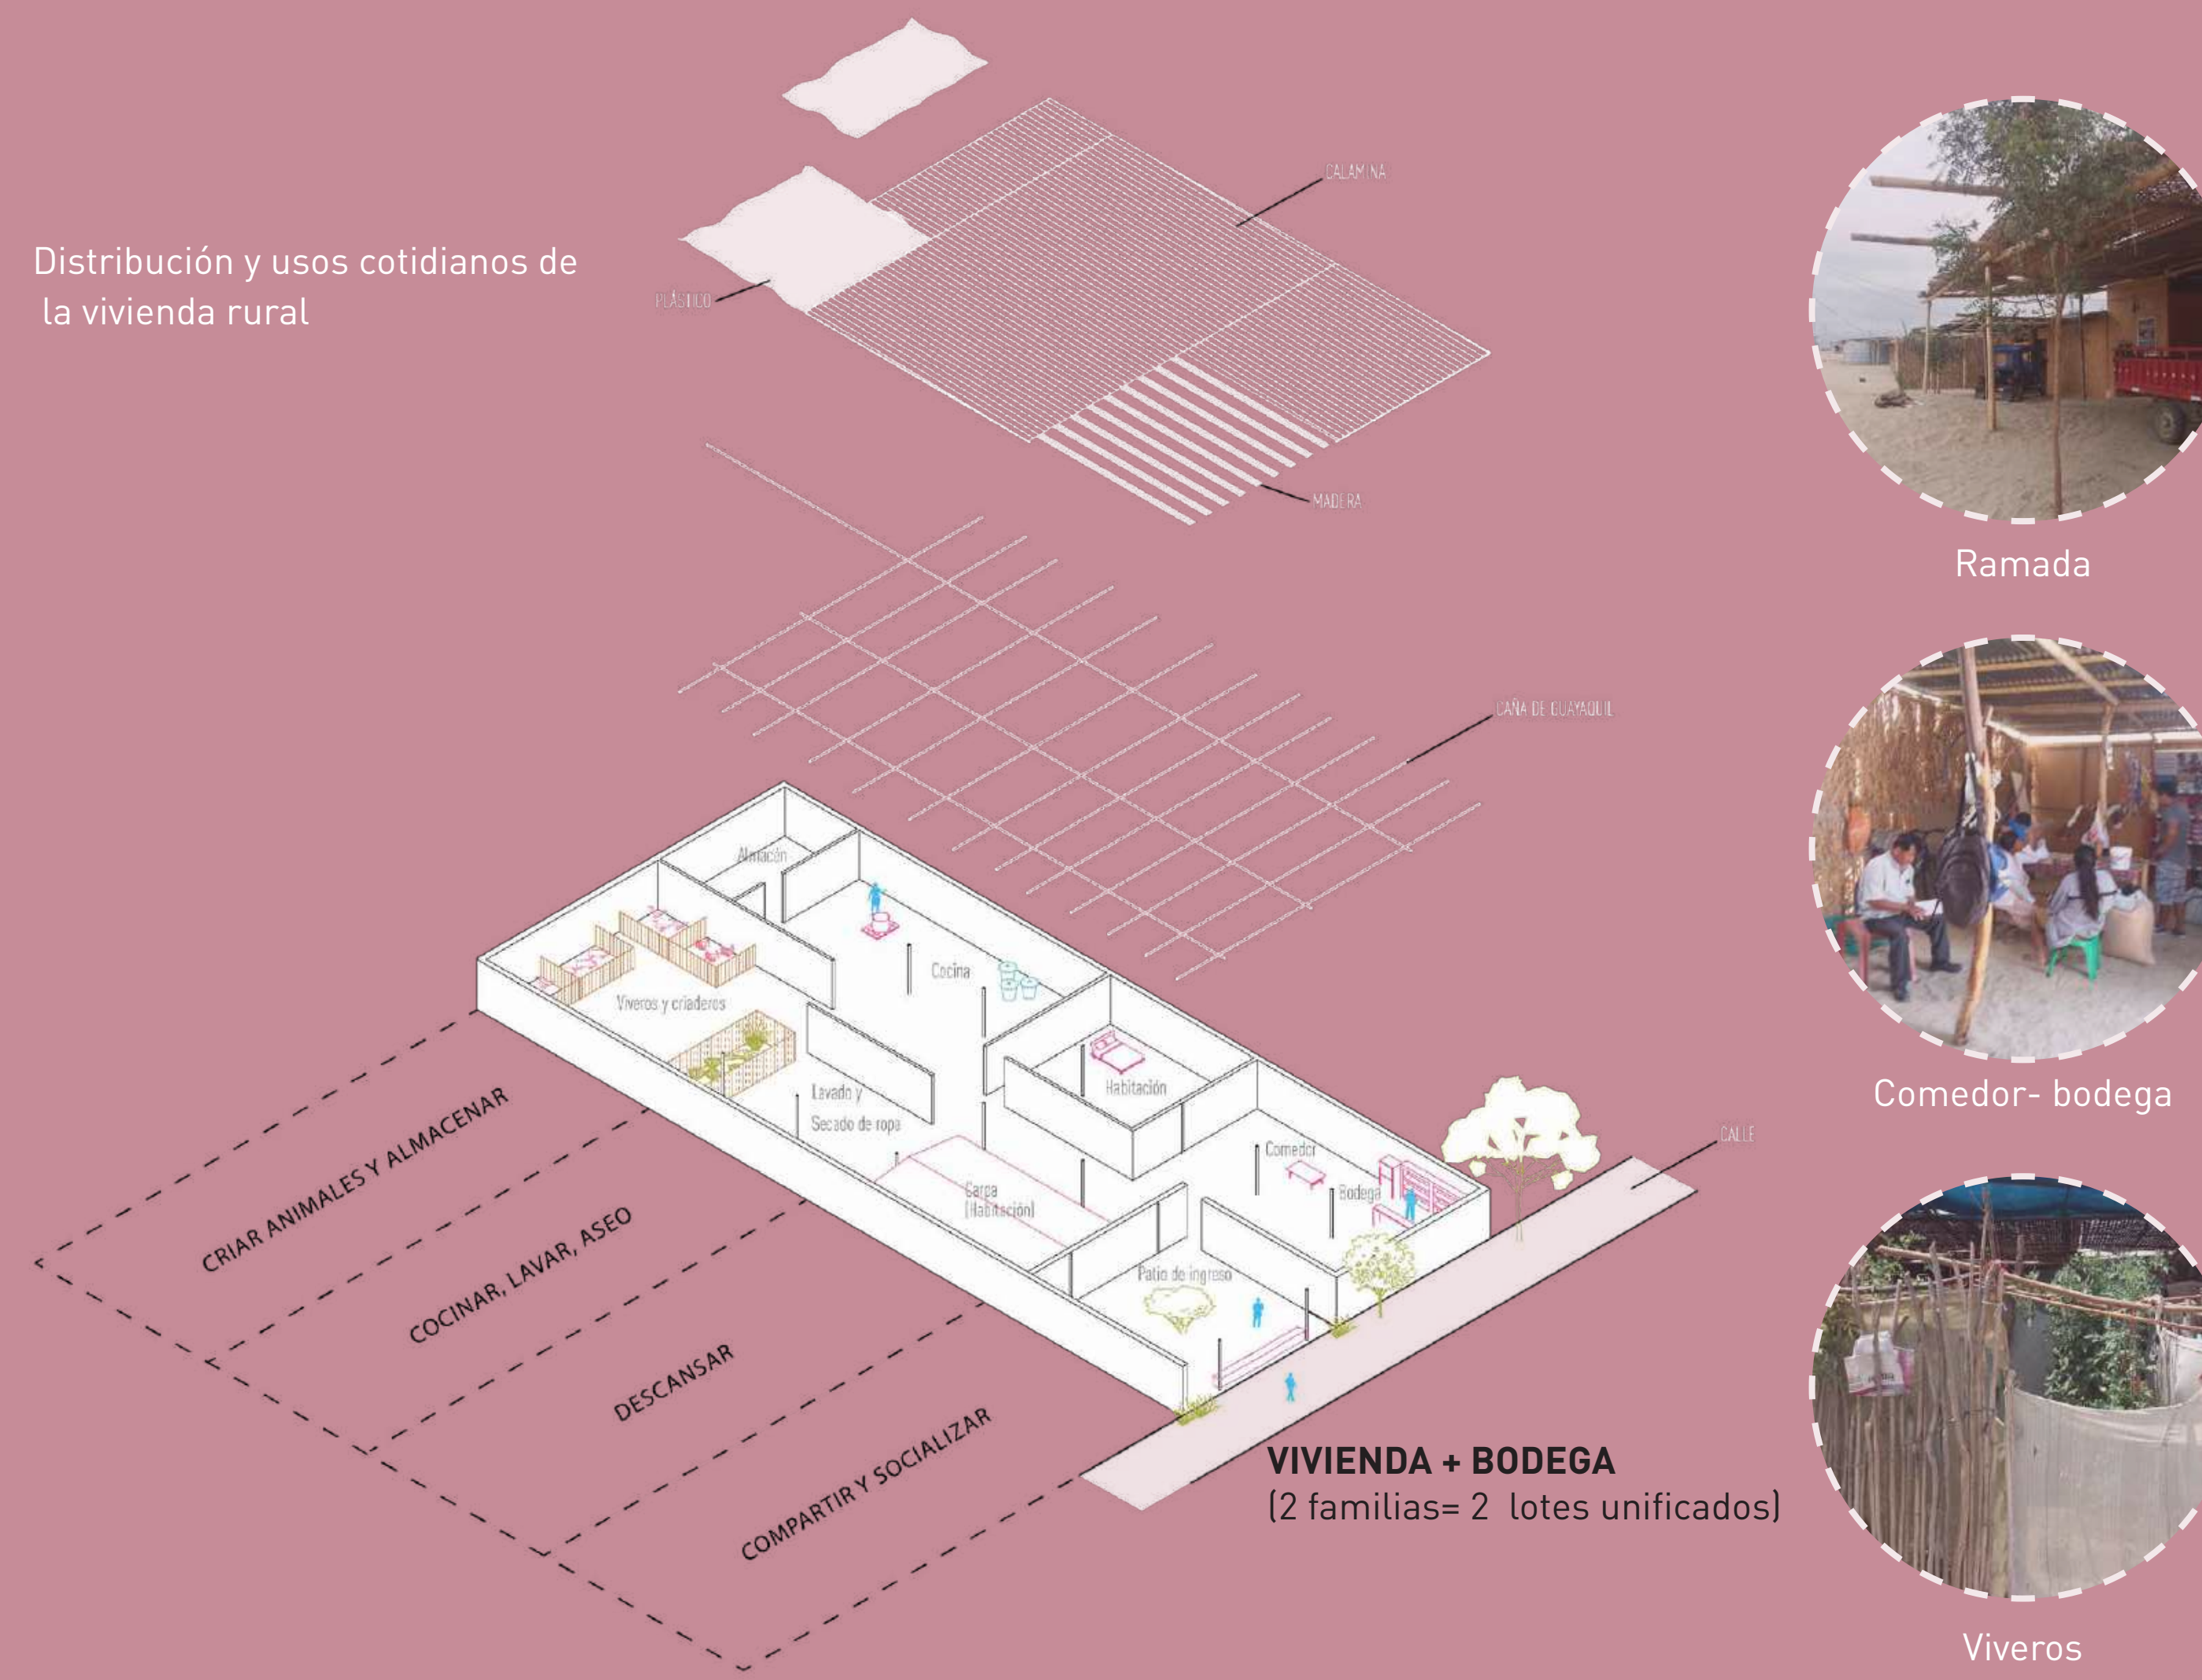 Distribución y usos cotidianos de
la vivienda rural
CALAMINA
PLÁSTICO
MADERA
CAÑA DE GUAYAQUIL
Almacén
Cocina
Viveros y criaderos
Habitación
Lavado y
Secado de ropa
Comedor
Bodega
Carpa
(Habitación)
Patio de ingreso
CALLE
CRIAR ANIMALES Y ALMACENAR
COCINAR, LAVAR, ASEO
DESCANSAR
COMPARTIR Y SOCIALIZAR
VIVIENDA + BODEGA
(2 familias= 2 lotes unificados)
Ramada
Comedor- bodega
Viveros